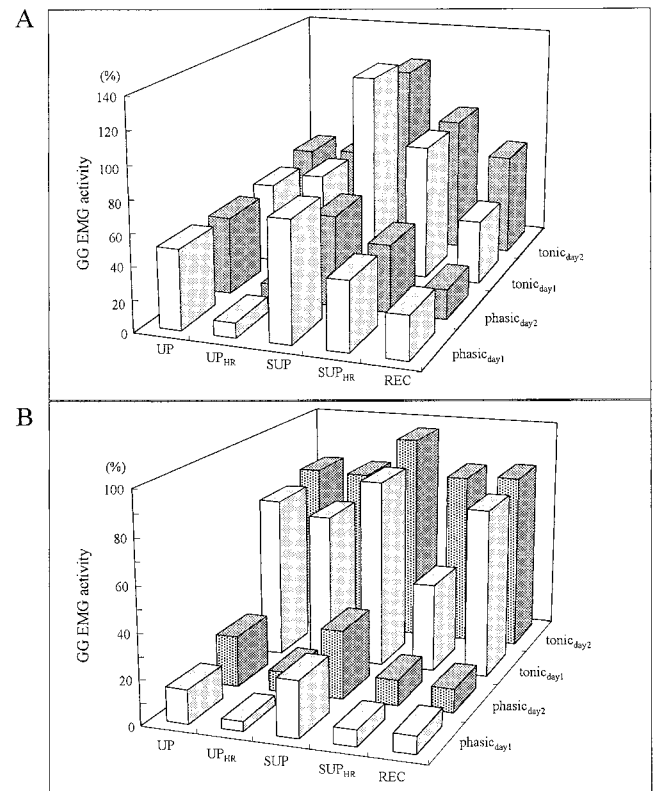 A
(%)
140
120
100
80
60
40
20
0
GG EMG activity
UP
UPHR
SUP
SUPHR
REC
tonicday2
tonicday1
phasicday2
phasicday1
B
(%)
100
80
60
40
20
0
GG EMG activity
UP
UPHR
SUP
SUPHR
REC
tonicday2
tonicday1
phasicday2
phasicday1